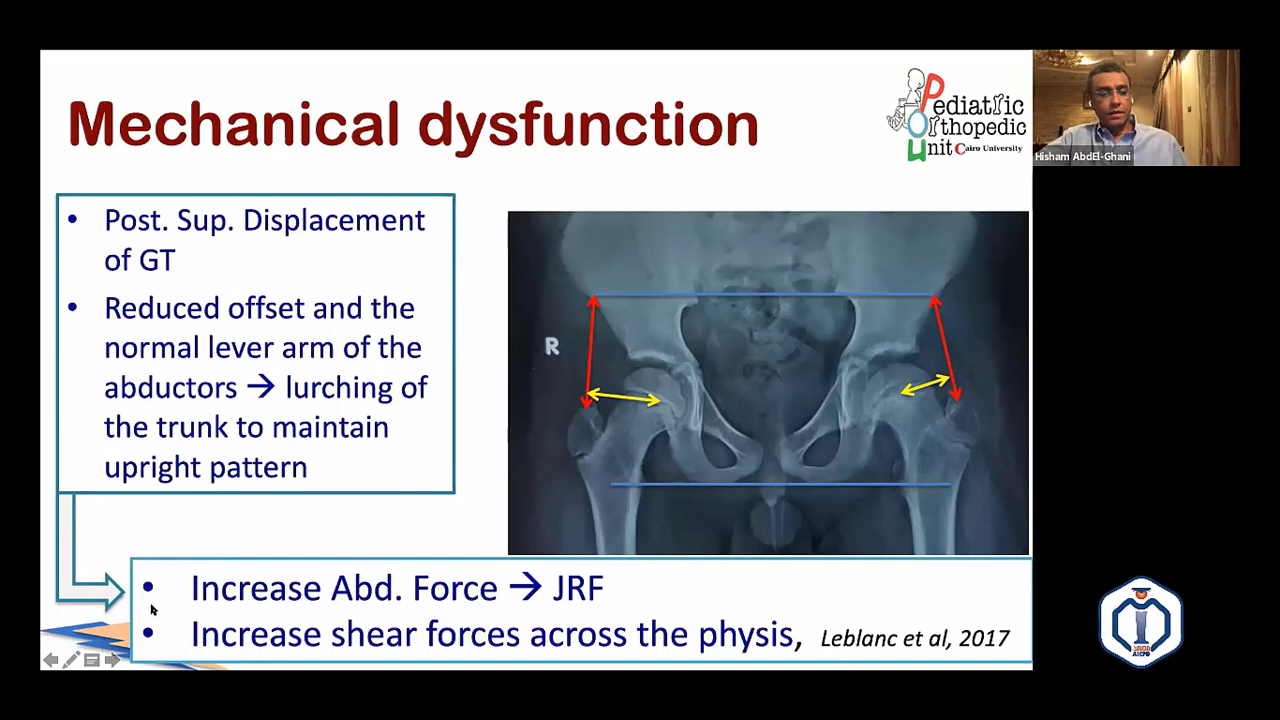 Mechanical dysfunction
Pediatric
Orthopedic
Unit Cairo University
Hisham AbdEl-Ghani
• Post. Sup. Displacement
of GT
• Reduced offset and the
normal lever arm of the
abductors → lurching of
the trunk to maintain
upright pattern
R
• Increase Abd. Force → JRF
• Increase shear forces across the physis, Leblanc et al, 2017